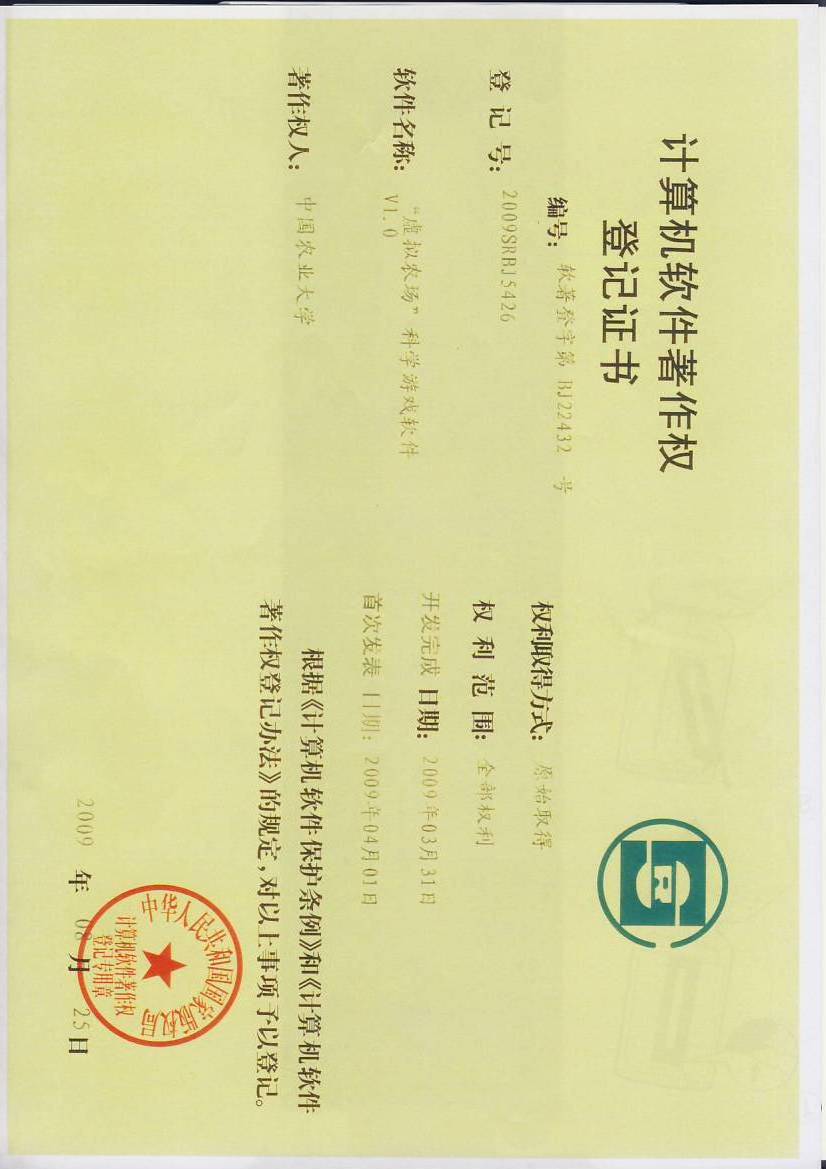 计算机软件著作权
登记证书
编号： 软著登字第 BJ22432 号
登记号： 2009SRBJ5426
软件名称： “虚拟农场”科学游戏软件
V1.0
著作权人： 中国农业大学
权利取得方式： 原始取得
权利范围： 全部权利
开发完成日期： 2009年03月31日
首次发表日期： 2009年04月01日
根据《计算机软件保护条例》和《计算机软件
著作权登记办法》的规定，对以上事项予以登记。
中华人民共和国国家版权局
计算机软件著作权
登记专用章
2009 年 08 月 25 日